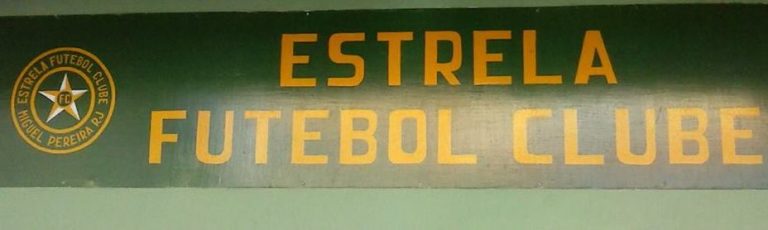 ESTRELA FUTEBOL CLUBE
FC
MIGUEL PEREIRA RJ
ESTRELA
FUTEBOL CLUBE